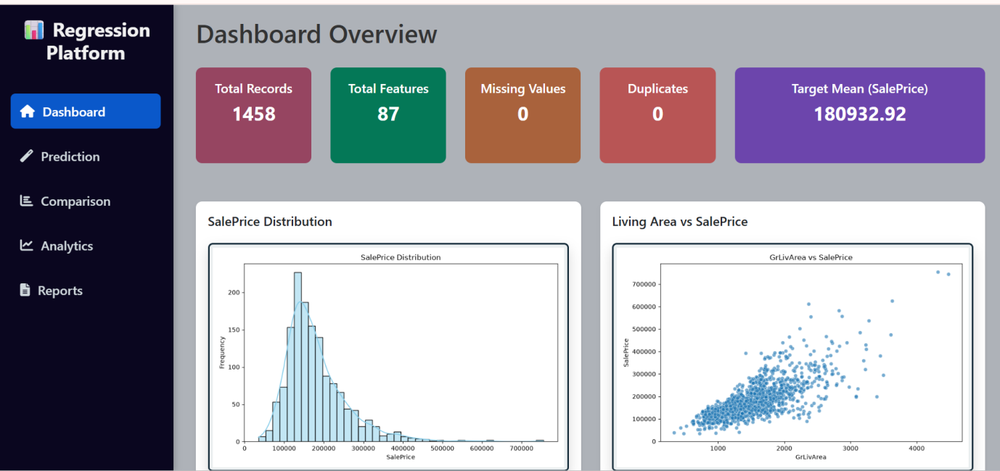 Regression
Platform
Dashboard
Prediction
Comparison
Analytics
Reports
Dashboard Overview
Total Records
1458
Total Features
87
Missing Values
0
Duplicates
0
Target Mean (SalePrice)
180932.92
SalePrice Distribution
SalePrice Distribution
Frequency
200
150
100
50
0
0 100000 200000 300000 400000 500000 600000 700000
SalePrice
Living Area vs SalePrice
GrLivArea vs SalePrice
SalePrice
700000
600000
500000
400000
300000
200000
100000
0
1000 2000 3000 4000
GrLivArea